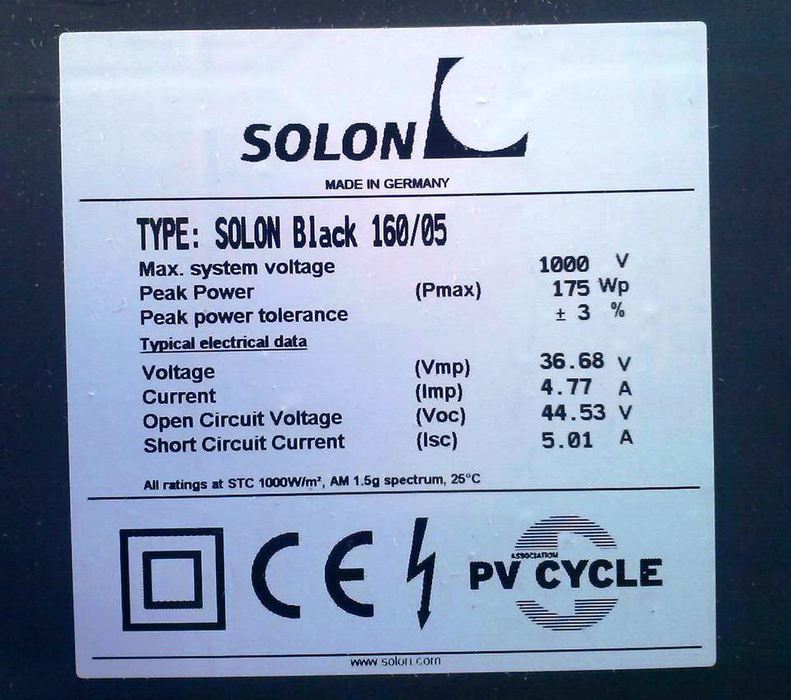 SOLON
MADE IN GERMANY
TYPE: SOLON Black 160/05
Max. system voltage 1000 V
Peak Power (Pmax) 175 Wp
Peak power tolerance ± 3 %
Typical electrical data
Voltage (Vmp) 36.68 V
Current (Imp) 4.77 A
Open Circuit Voltage (Voc) 44.53 V
Short Circuit Current (Isc) 5.01 A
All ratings at STC 1000W/m², AM 1.5g spectrum, 25°C
CE
ASSOCIATION
PV CYCLE
www.solon.com